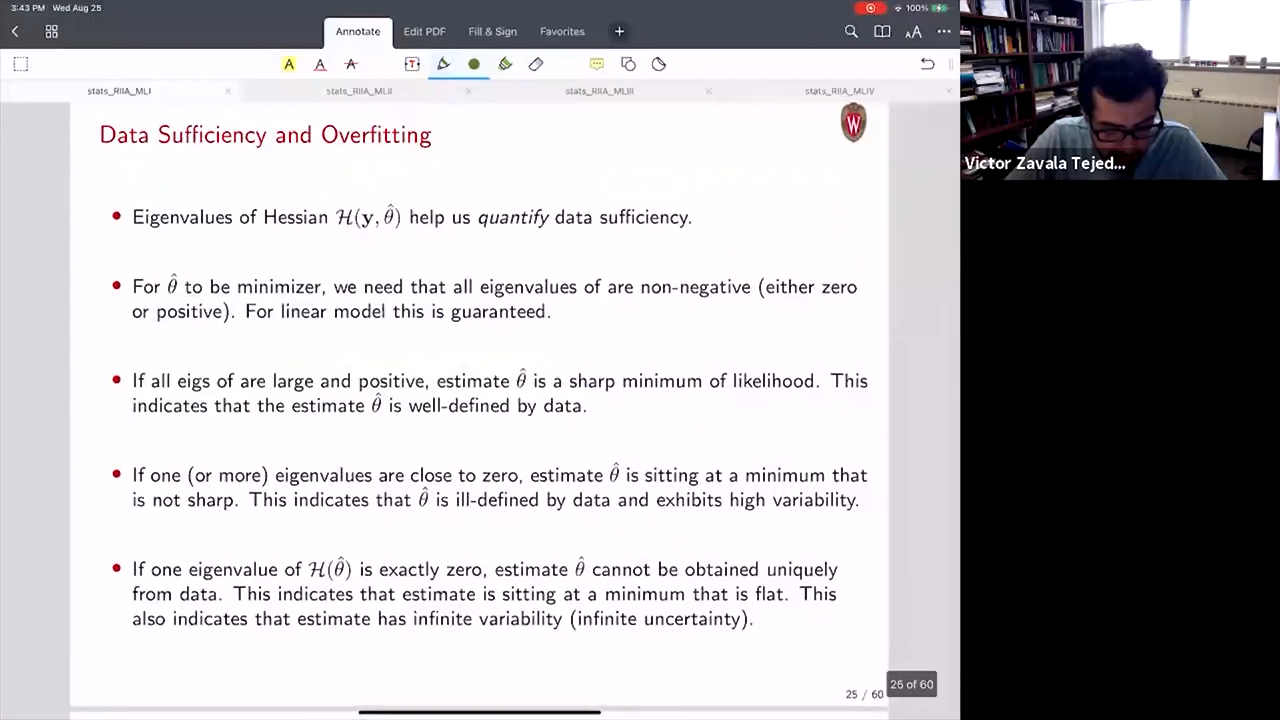 3:43 PM Wed Aug 25
100%
Annotate Edit PDF Fill & Sign Favorites
stats_RIIA_MLI stats_RIIA_MLII stats_RIIA_MLIII stats_RIIA_MLIV
Data Sufficiency and Overfitting
W
• Eigenvalues of Hessian ℋ(y, θ̂) help us quantify data sufficiency.
• For θ̂ to be minimizer, we need that all eigenvalues of are non-negative (either zero
or positive). For linear model this is guaranteed.
• If all eigs of are large and positive, estimate θ̂ is a sharp minimum of likelihood. This
indicates that the estimate θ̂ is well-defined by data.
• If one (or more) eigenvalues are close to zero, estimate θ̂ is sitting at a minimum that
is not sharp. This indicates that θ̂ is ill-defined by data and exhibits high variability.
• If one eigenvalue of ℋ(θ̂) is exactly zero, estimate θ̂ cannot be obtained uniquely
from data. This indicates that estimate is sitting at a minimum that is flat. This
also indicates that estimate has infinite variability (infinite uncertainty).
25 / 60
26 of 60
Victor Zavala Tejed...